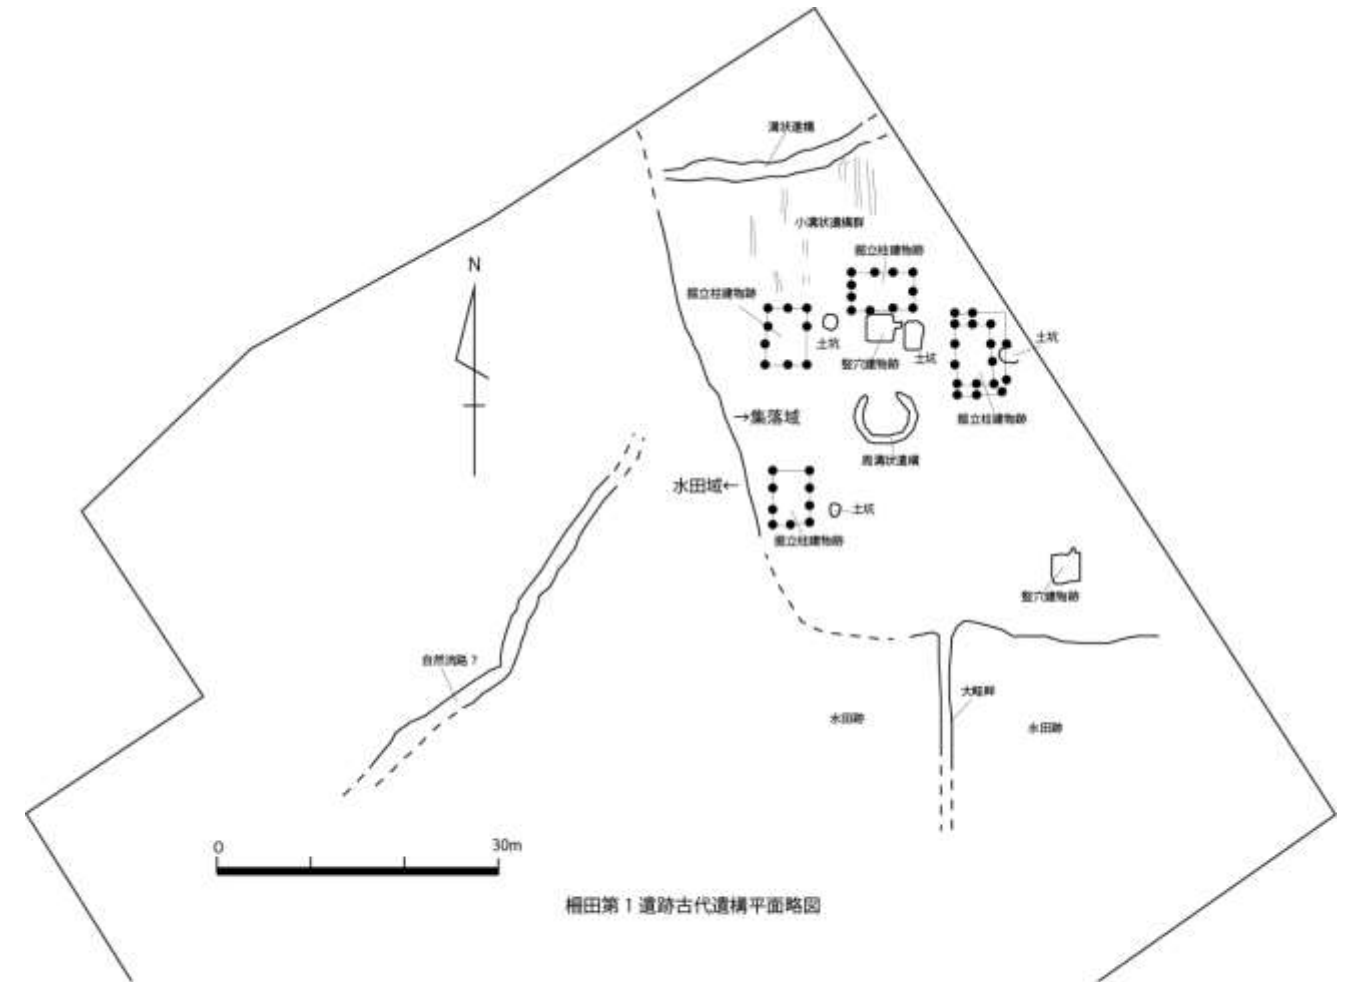 溝状遺構
小溝状遺構群
N
掘立柱建物跡
掘立柱建物跡
土坑
竪穴建物跡
土坑
土坑
掘立柱建物跡
→集落域
周溝状遺構
水田域←
土坑
掘立柱建物跡
竪穴建物跡
自然流路？
大畦畔
水田跡
水田跡
0
30m
柵田第１遺跡古代遺構平面略図